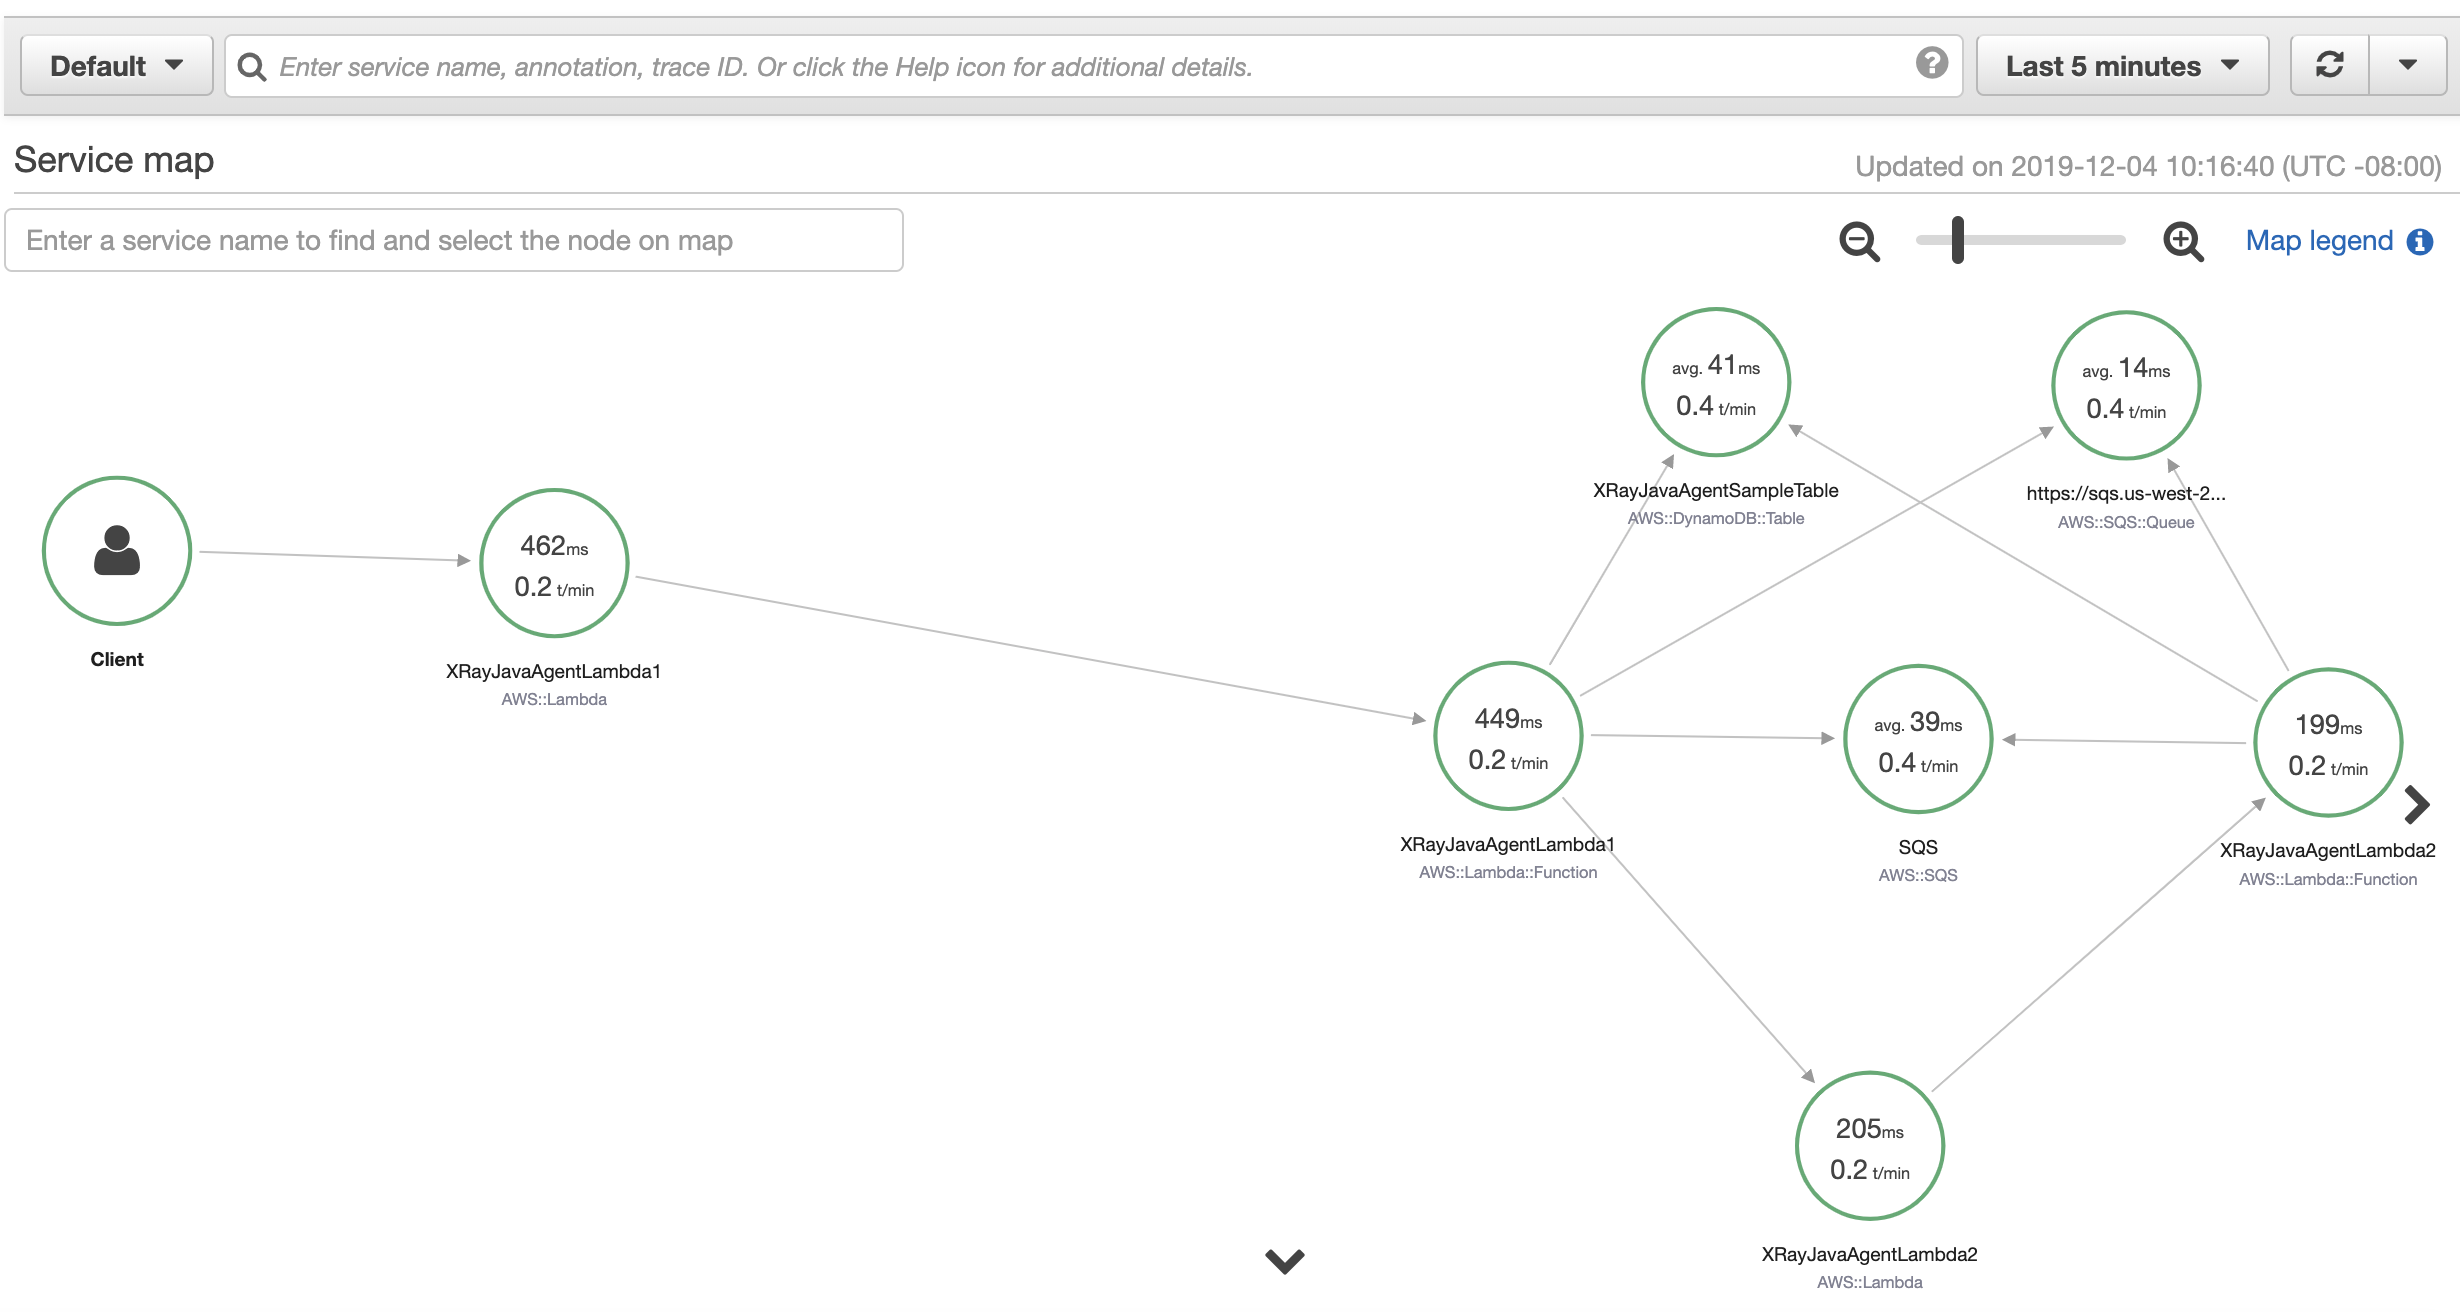 Default
Enter service name, annotation, trace ID. Or click the Help icon for additional details.
?
Last 5 minutes
Service map
Updated on 2019-12-04 10:16:40 (UTC -08:00)
Enter a service name to find and select the node on map
Map legend i
avg. 41ms
0.4 t/min
XRayJavaAgentSampleTable
AWS::DynamoDB::Table
avg. 14ms
0.4 t/min
https://sqs.us-west-2...
AWS::SQS::Queue
Client
462ms
0.2 t/min
XRayJavaAgentLambda1
AWS::Lambda
449ms
0.2 t/min
XRayJavaAgentLambda1
AWS::Lambda::Function
avg. 39ms
0.4 t/min
SQS
AWS::SQS
199ms
0.2 t/min
XRayJavaAgentLambda2
AWS::Lambda::Function
205ms
0.2 t/min
XRayJavaAgentLambda2
AWS::Lambda